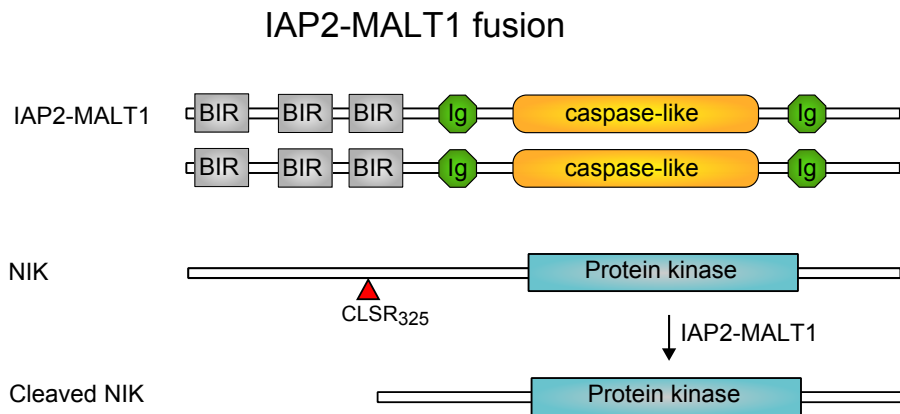 IAP2-MALT1 fusion
IAP2-MALT1 BIR BIR BIR Ig caspase-like Ig
BIR BIR BIR Ig caspase-like Ig
NIK Protein kinase
CLSR325
IAP2-MALT1
Cleaved NIK Protein kinase